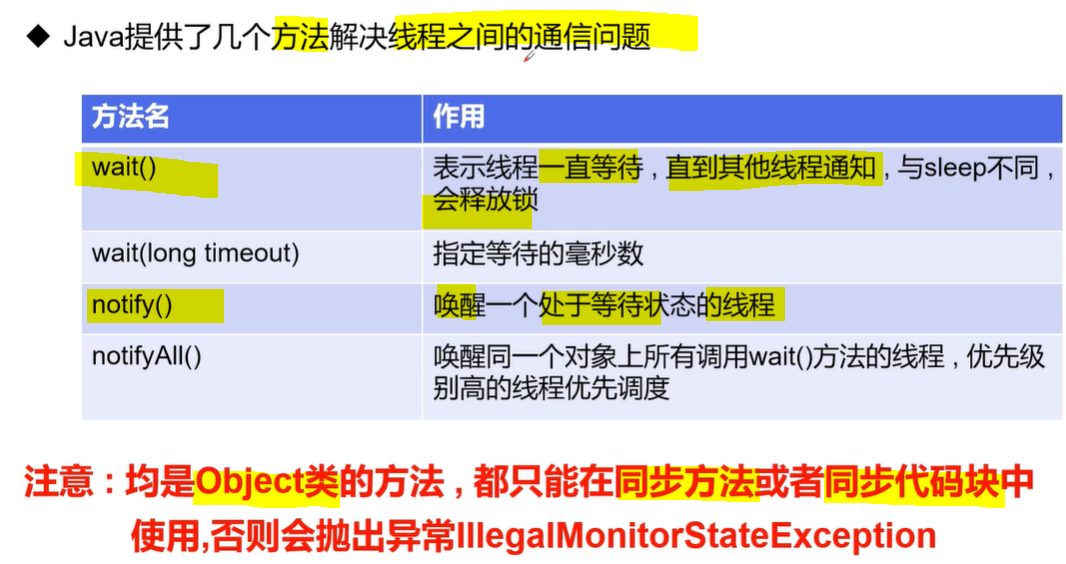 ◆ Java提供了几个方法解决线程之间的通信问题
方法名 作用
wait() 表示线程一直等待,直到其他线程通知,与sleep不同,
会释放锁
wait(long timeout) 指定等待的毫秒数
notify() 唤醒一个处于等待状态的线程
notifyAll() 唤醒同一个对象上所有调用wait()方法的线程,优先级
别高的线程优先调度
注意:均是Object类的方法,都只能在同步方法或者同步代码块中
使用,否则会抛出异常IllegalMonitorStateException